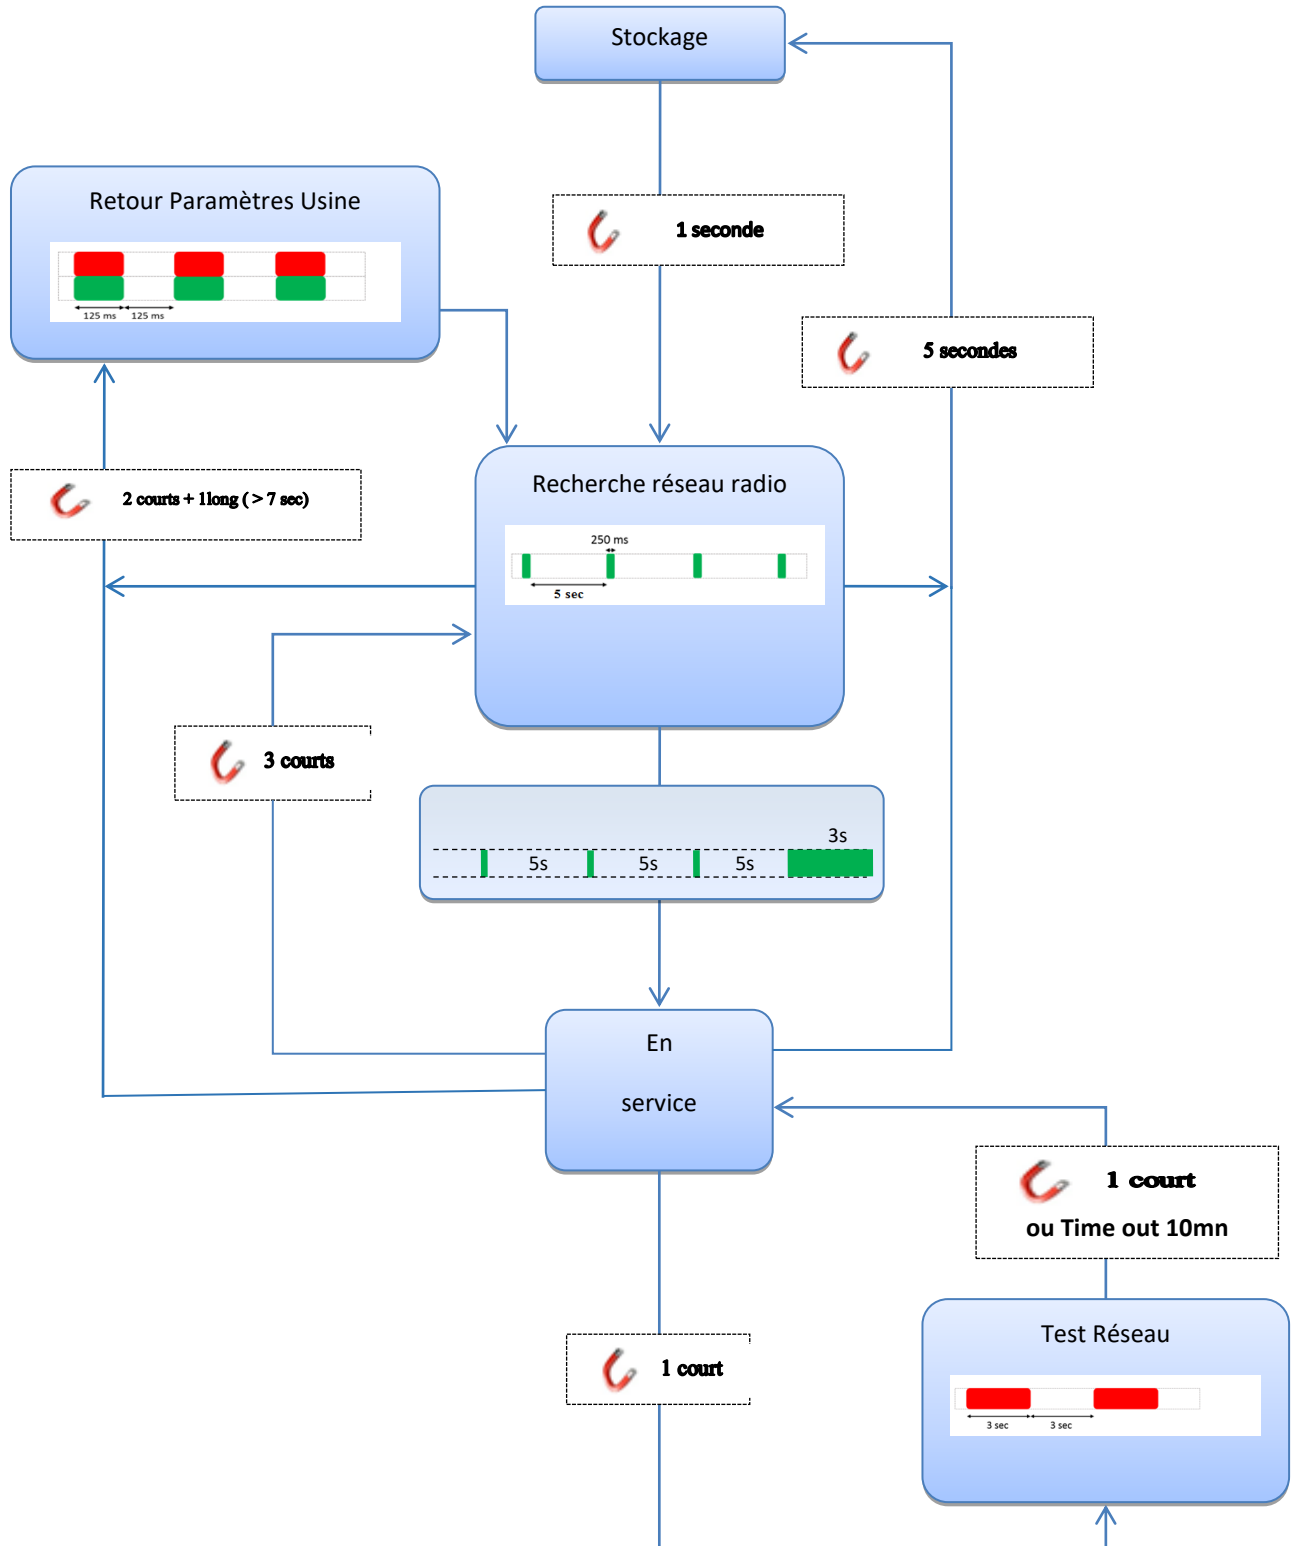 Stockage
1 seconde
Retour Paramètres Usine
125 ms 125 ms
5 secondes
2 courts + 1long ( > 7 sec)
Recherche réseau radio
250 ms
5 sec
3 courts
3s
5s 5s 5s
En
service
1 court
ou Time out 10mn
1 court
Test Réseau
3 sec 3 sec